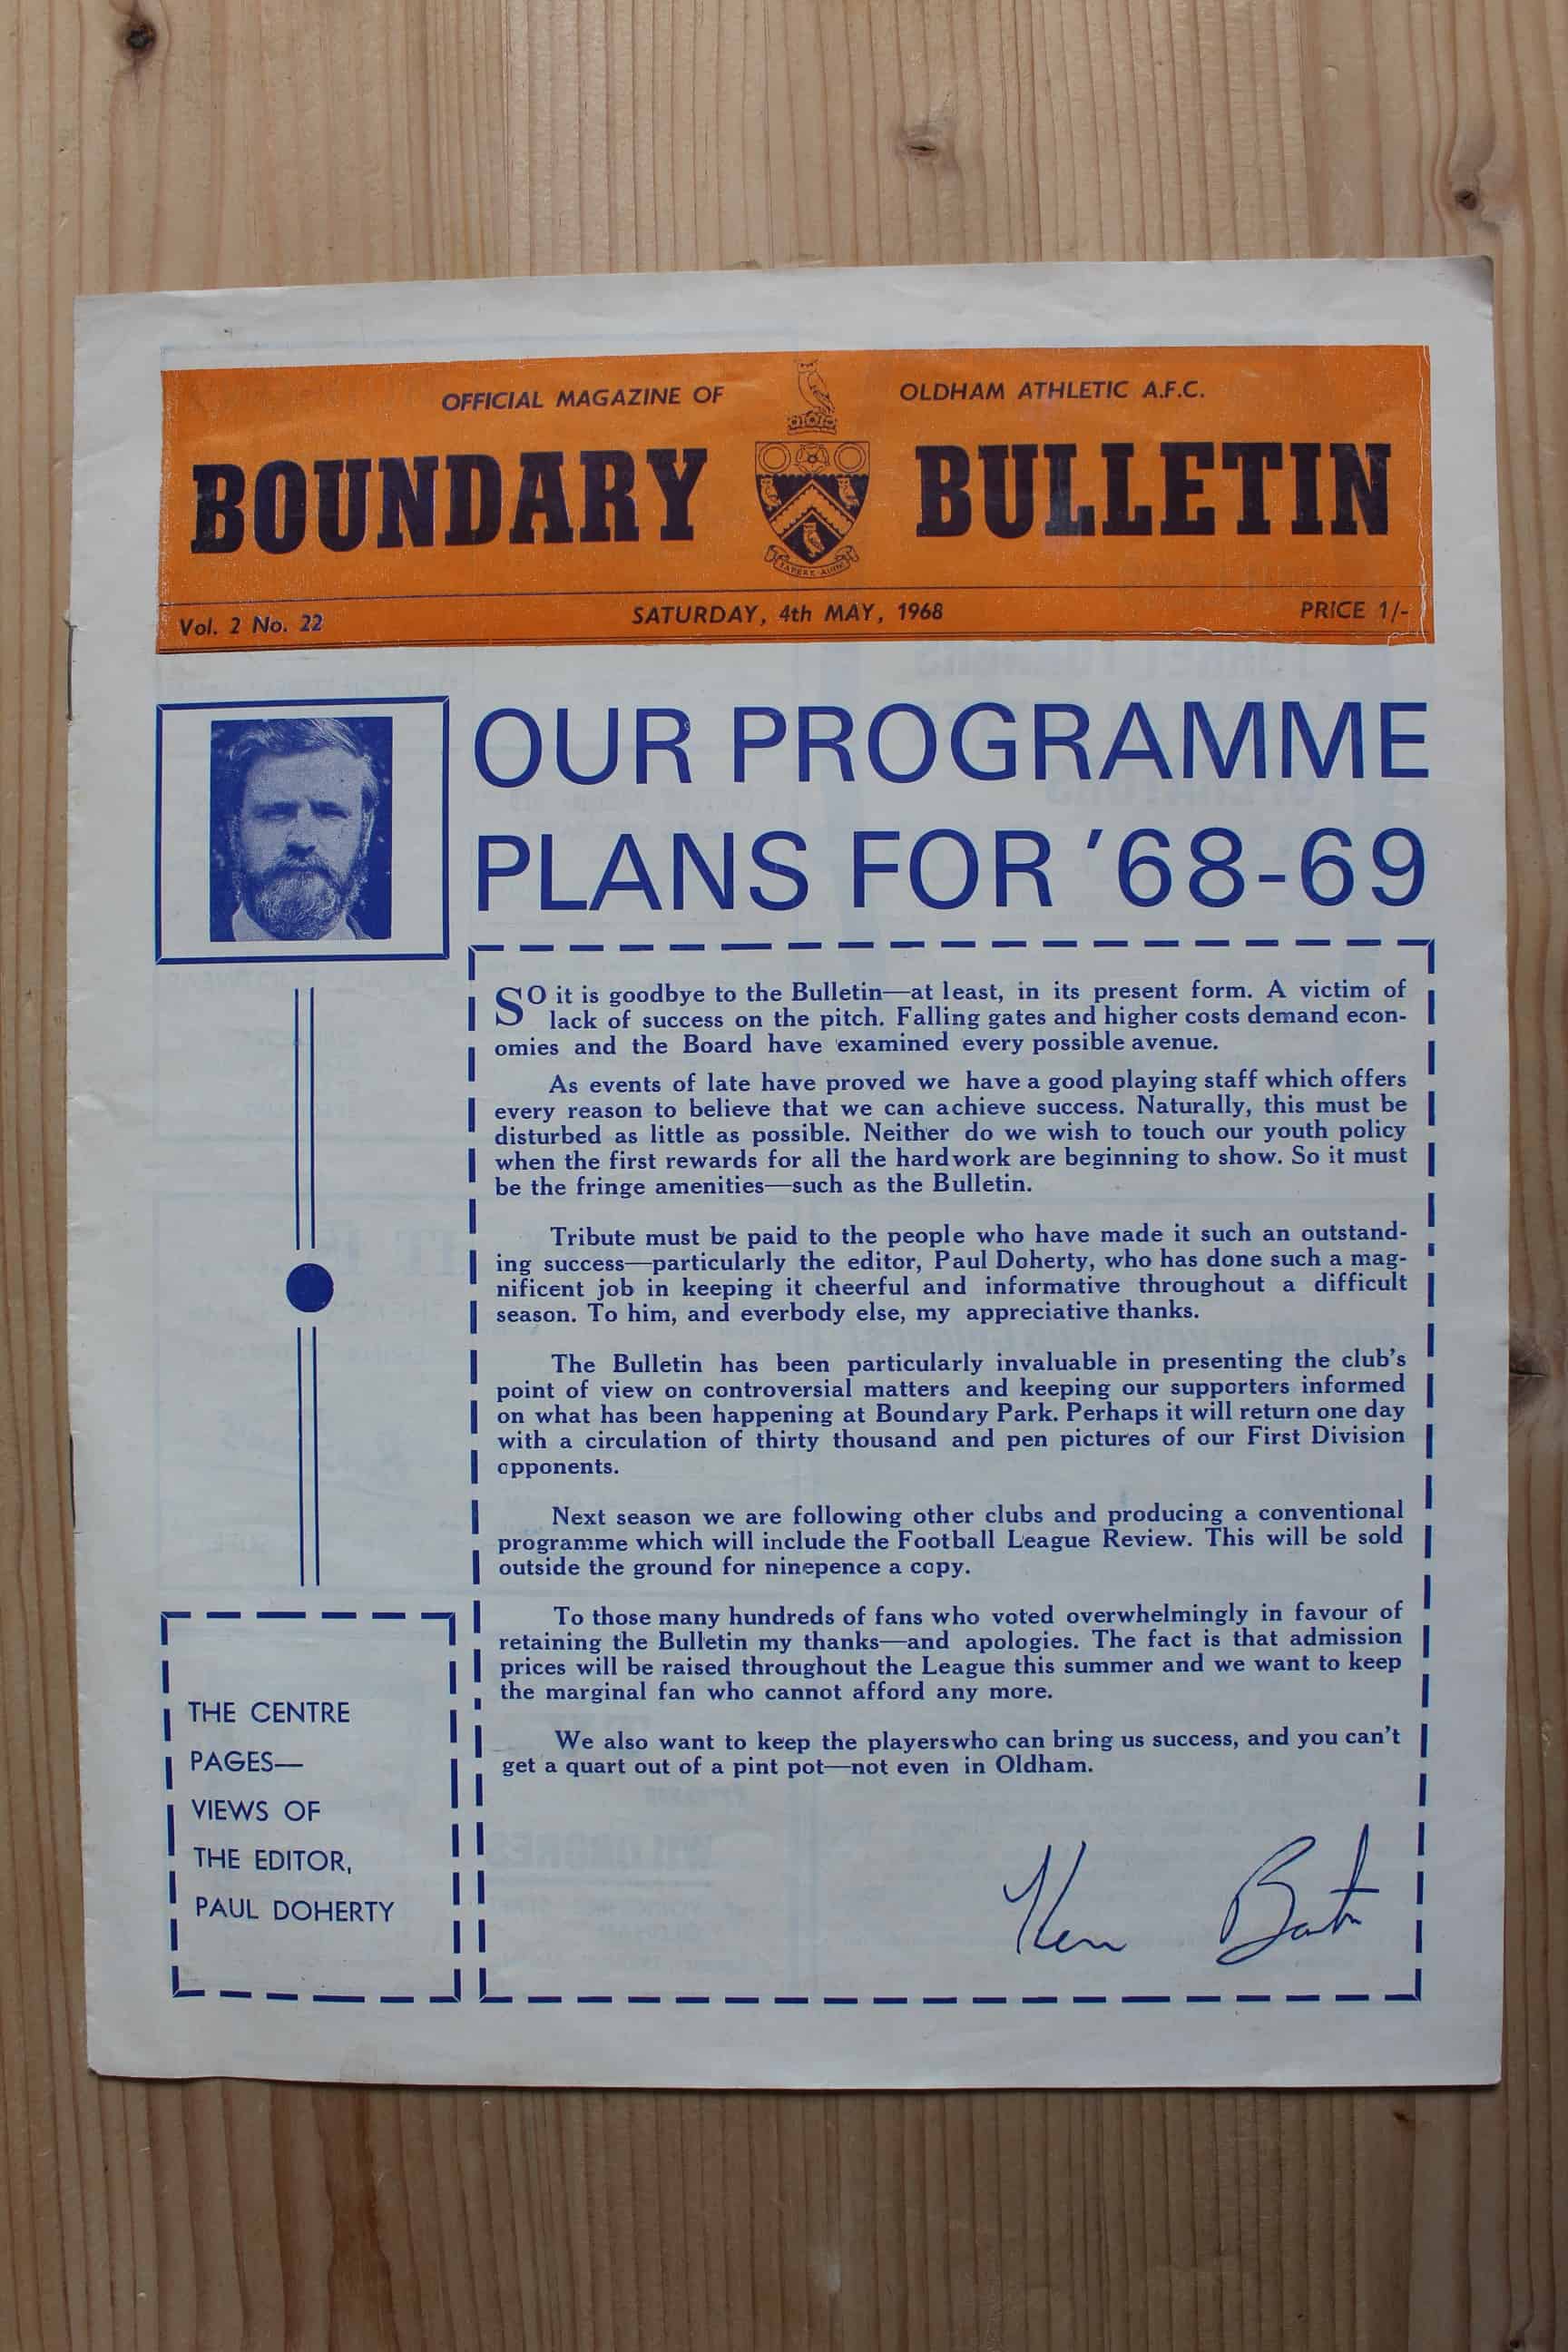 OFFICIAL MAGAZINE OF OLDHAM ATHLETIC A.F.C.
BOUNDARY BULLETIN
SAPERE AUDE
Vol. 2 No. 22 SATURDAY, 4th MAY, 1968 PRICE 1/-
OUR PROGRAMME
PLANS FOR '68-69
SO it is goodbye to the Bulletin—at least, in its present form. A victim of
lack of success on the pitch. Falling gates and higher costs demand econ-
omies and the Board have examined every possible avenue.
As events of late have proved we have a good playing staff which offers
every reason to believe that we can achieve success. Naturally, this must be
disturbed as little as possible. Neither do we wish to touch our youth policy
when the first rewards for all the hardwork are beginning to show. So it must
be the fringe amenities—such as the Bulletin.
Tribute must be paid to the people who have made it such an outstand-
ing success—particularly the editor, Paul Doherty, who has done such a mag-
nificent job in keeping it cheerful and informative throughout a difficult
season. To him, and everbody else, my appreciative thanks.
The Bulletin has been particularly invaluable in presenting the club's
point of view on controversial matters and keeping our supporters informed
on what has been happening at Boundary Park. Perhaps it will return one day
with a circulation of thirty thousand and pen pictures of our First Division
opponents.
Next season we are following other clubs and producing a conventional
programme which will include the Football League Review. This will be sold
outside the ground for ninepence a copy.
To those many hundreds of fans who voted overwhelmingly in favour of
retaining the Bulletin my thanks—and apologies. The fact is that admission
prices will be raised throughout the League this summer and we want to keep
the marginal fan who cannot afford any more.
We also want to keep the playerswho can bring us success, and you can't
get a quart out of a pint pot—not even in Oldham.
Ken Bates
THE CENTRE
PAGES—
VIEWS OF
THE EDITOR,
PAUL DOHERTY